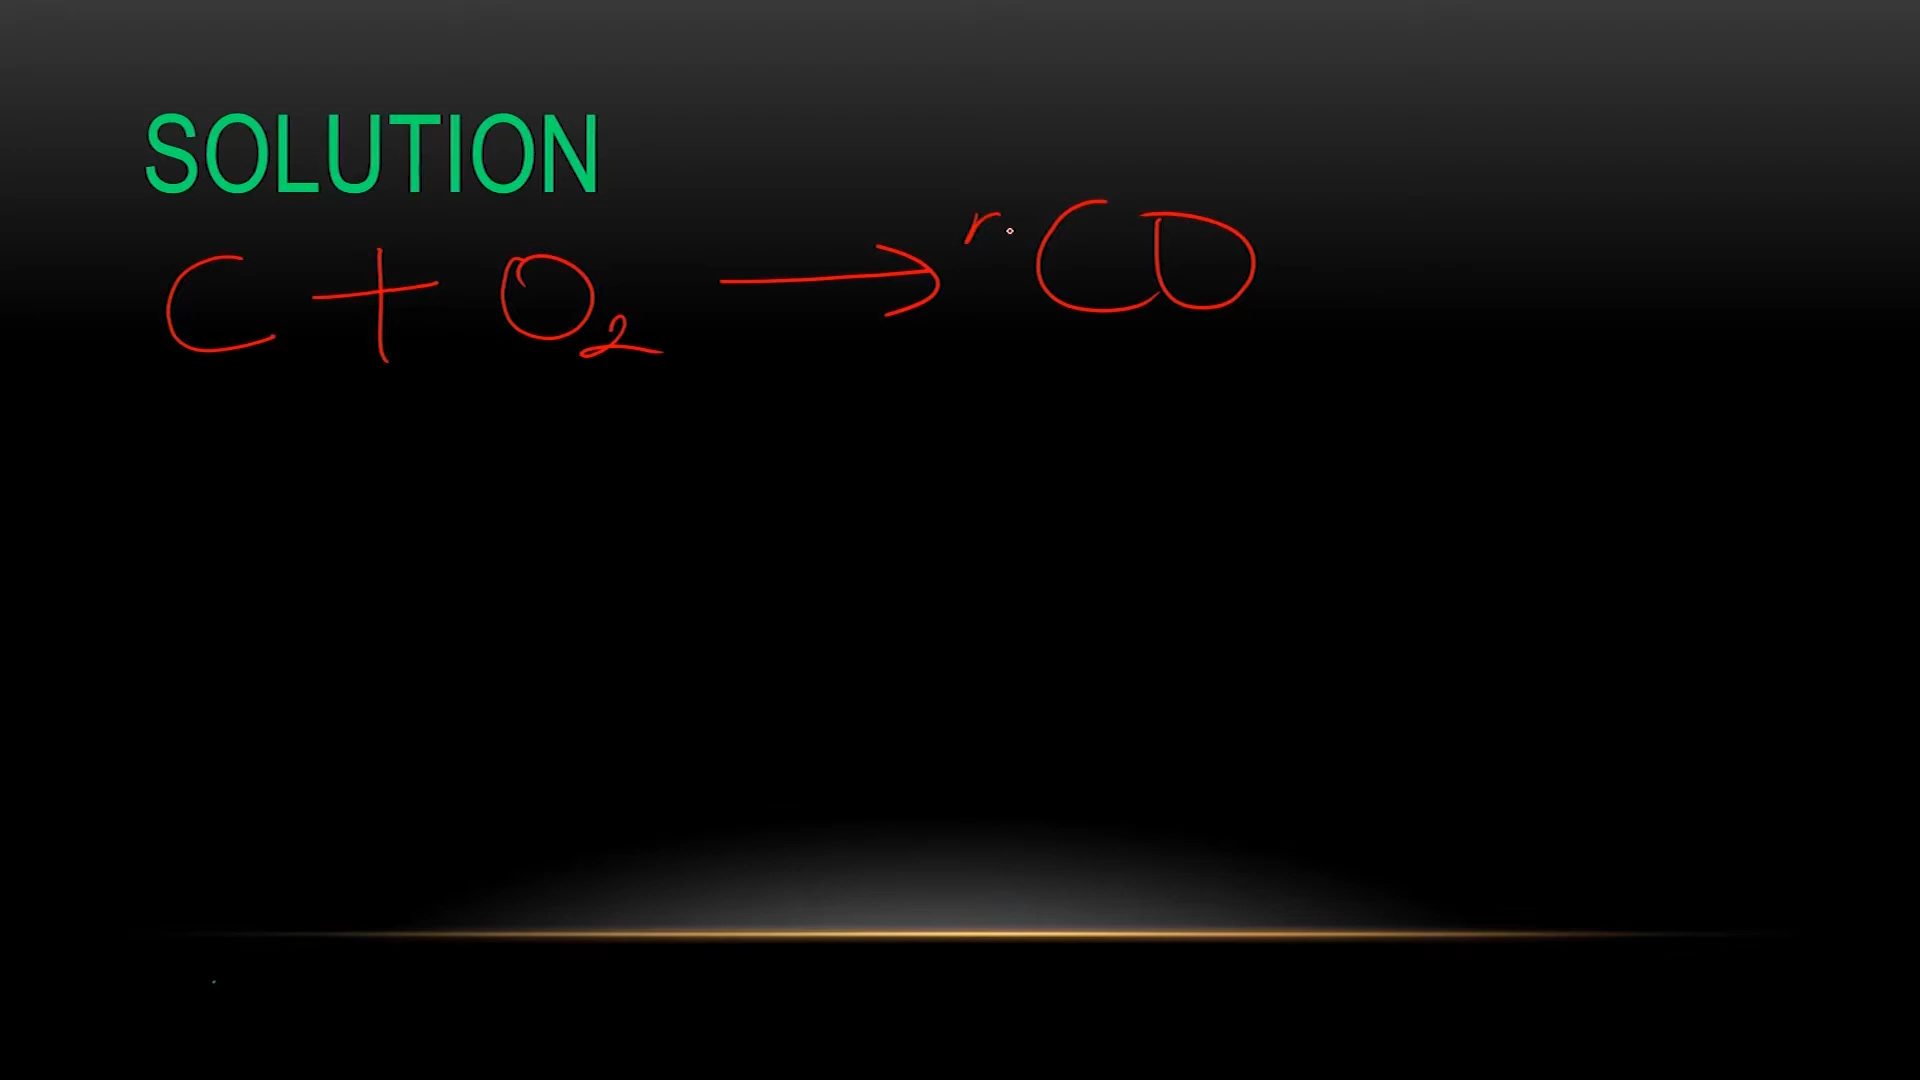 SOLUTION
C + O₂ → CO